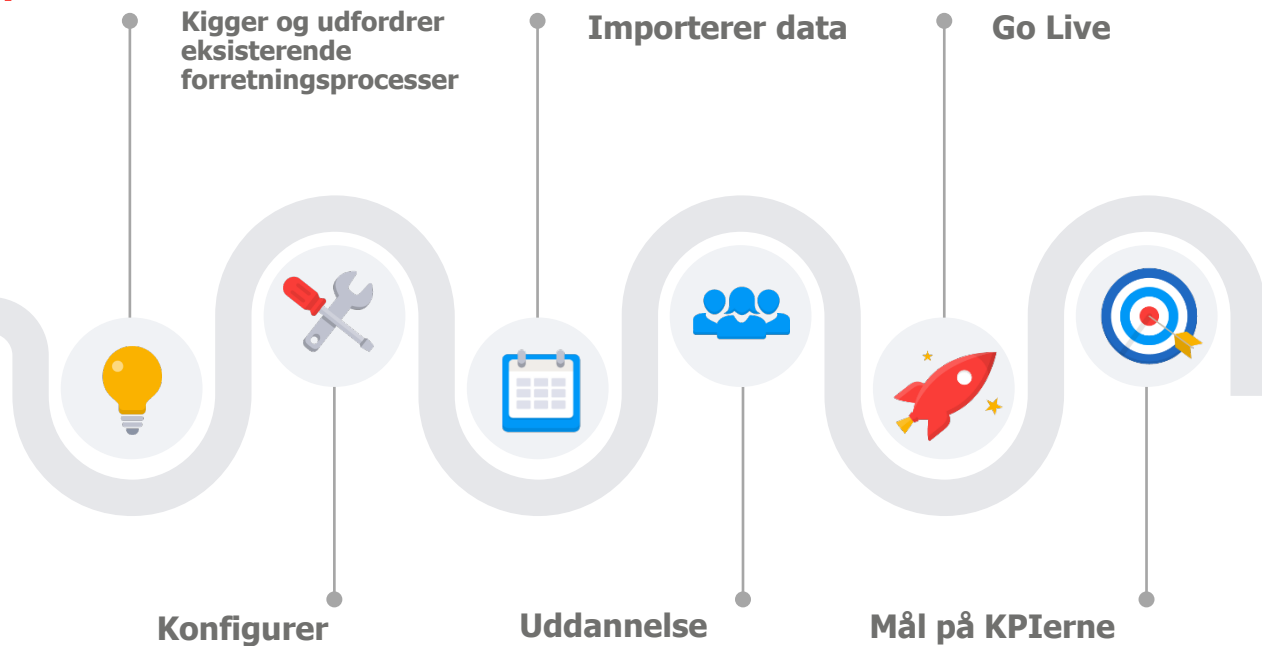 Kigger og udfordrer
eksisterende
forretningsprocesser
Importerer data
Go Live
Konfigurer
Uddannelse
Mål på KPIerne